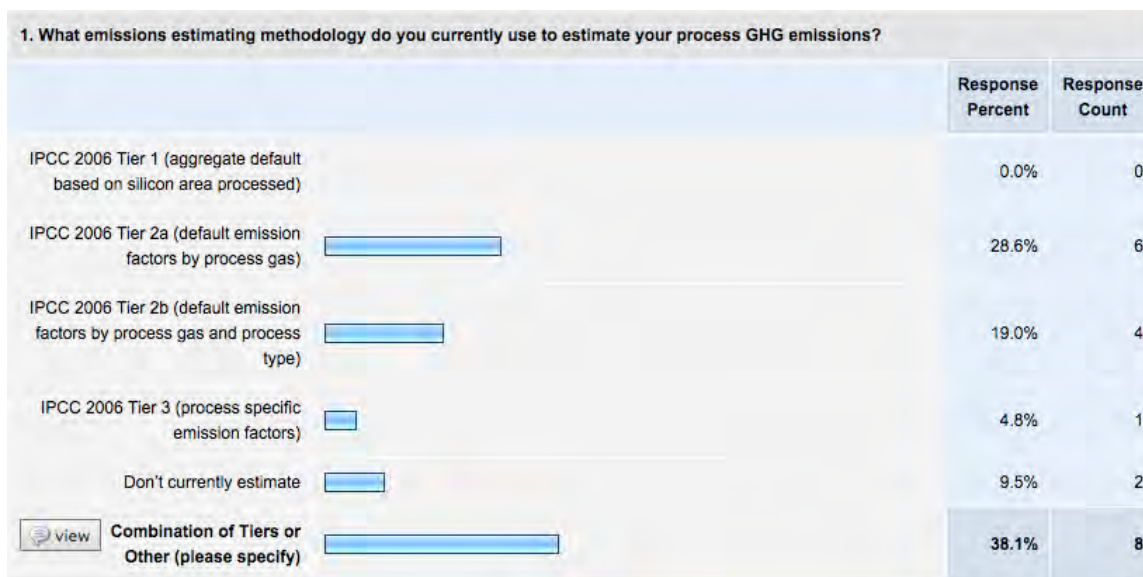 1. What emissions estimating methodology do you currently use to estimate your process GHG emissions?
Response Percent
Response Count
IPCC 2006 Tier 1 (aggregate default
based on silicon area processed)
0.0%
0
IPCC 2006 Tier 2a (default emission
factors by process gas)
28.6%
6
IPCC 2006 Tier 2b (default emission
factors by process gas and process
type)
19.0%
4
IPCC 2006 Tier 3 (process specific
emission factors)
4.8%
1
Don't currently estimate
9.5%
2
view
Combination of Tiers or
Other (please specify)
38.1%
8